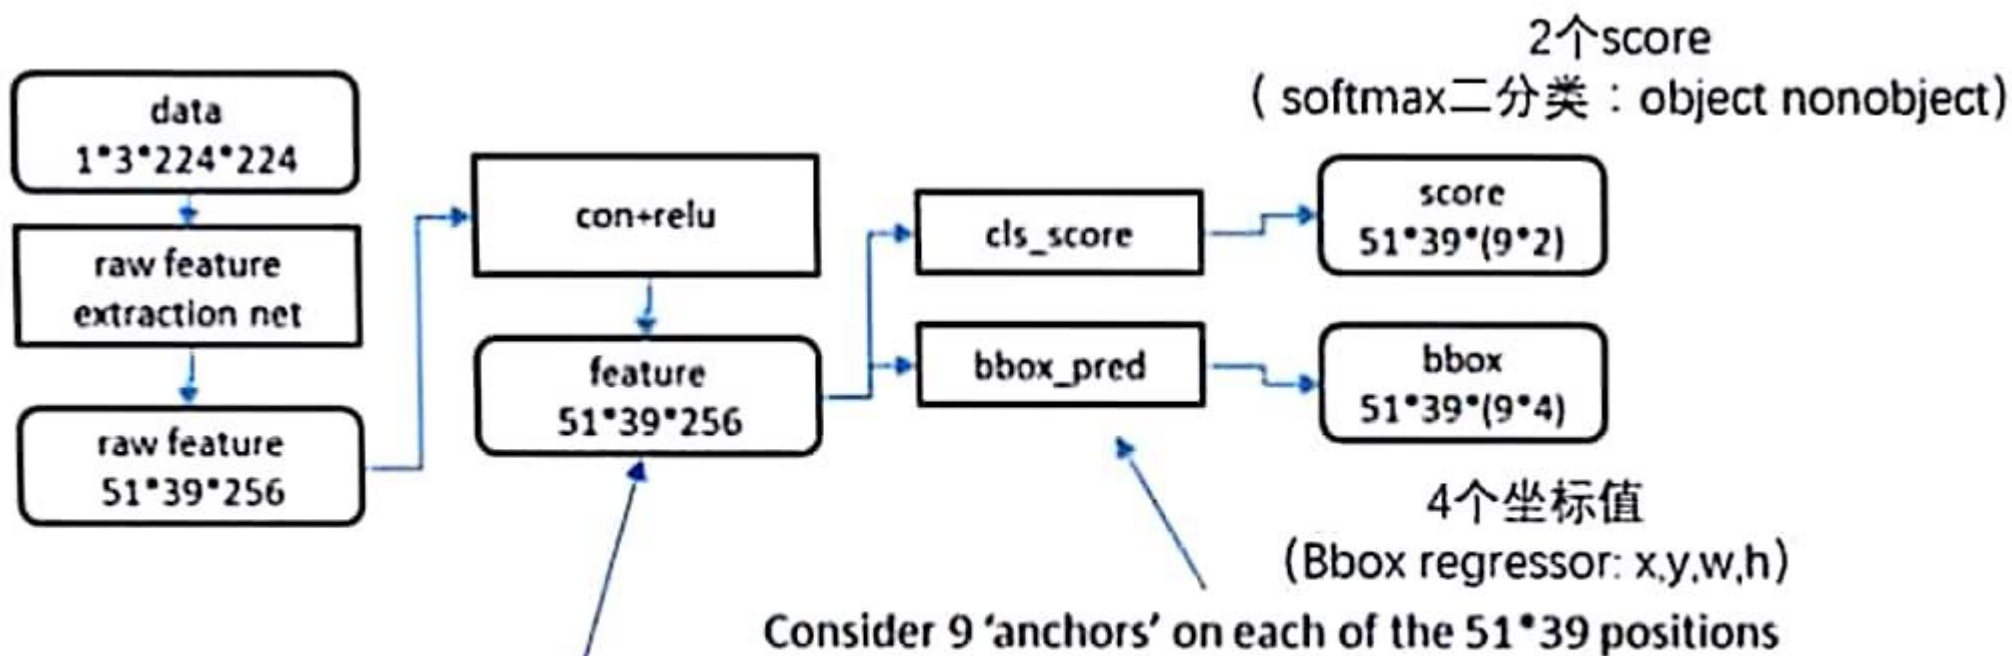 2个score
( softmax二分类：object nonobject)
data
1*3*224*224
raw feature
extraction net
raw feature
51*39*256
con+relu
feature
51*39*256
cls_score
bbox_pred
score
51*39*(9*2)
bbox
51*39*(9*4)
4个坐标值
(Bbox regressor: x,y,w,h)
Consider 9 ‘anchors’ on each of the 51*39 positions